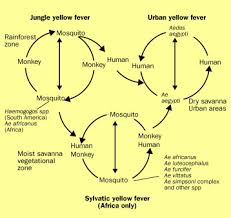 Jungle yellow fever
Urban yellow fever
Rainforest
zone
Mosquito
Monkey
Monkey
Mosquito
Haemogogus spp
(South America)
Ae africanus
(Africa)
Human
Human
Aedes
aegypti
Human
Human
Ae
aegypti
Dry savanna
Urban areas
Mosquito
Moist savanna
vegetational
zone
Human
Monkey
Human
Monkey
Mosquito
Ae africanus
Ae luteocephalus
Ae furcifer
Ae vittatus
Ae simpsoni complex
and other spp
Sylvatic yellow fever
(Africa only)